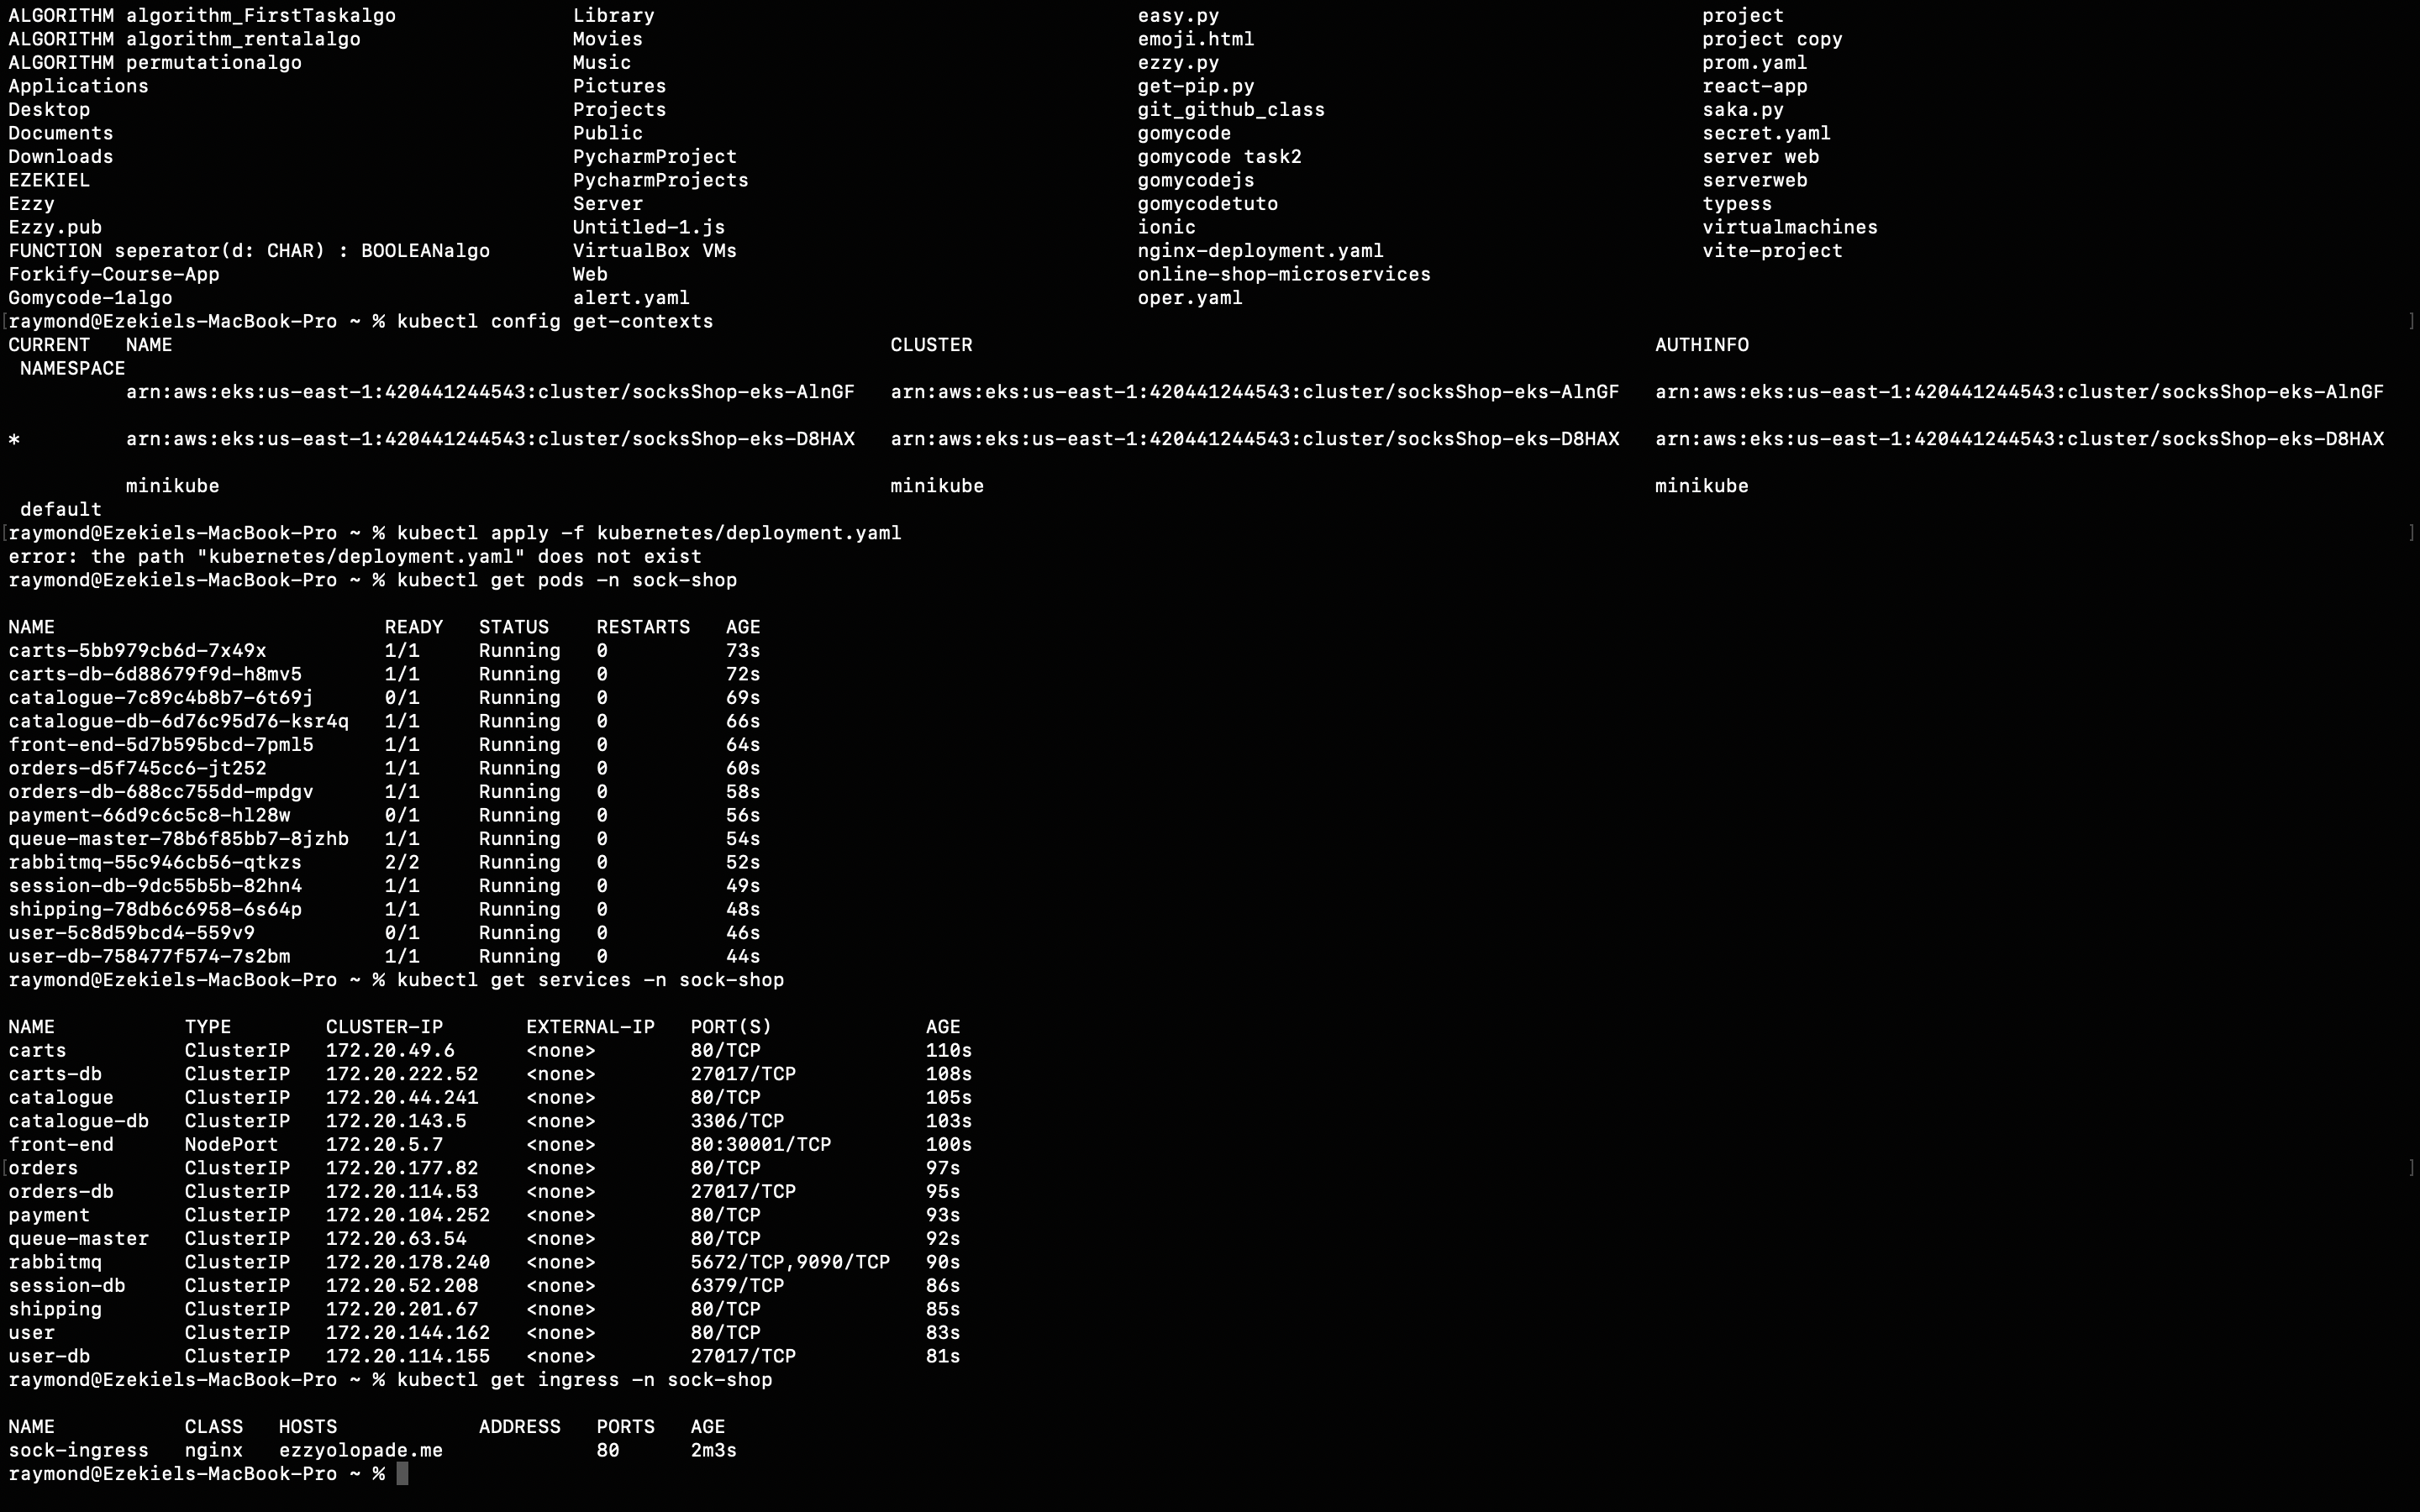 ALGORITHM algorithm_FirstTaskalgo Library easy.py project
ALGORITHM algorithm_rentalalgo Movies emoji.html project copy
ALGORITHM permutationalgo Music ezzy.py prom.yaml
Applications Pictures get-pip.py react-app
Desktop Projects git_github_class saka.py
Documents Public gomycode secret.yaml
Downloads PycharmProject gomycode task2 server web
EZEKIEL PycharmProjects gomycodejs serverweb
Ezzy Server gomycodetuto typess
Ezzy.pub Untitled-1.js ionic virtualmachines
FUNCTION seperator(d: CHAR) : BOOLEANalgo VirtualBox VMs nginx-deployment.yaml vite-project
Forkify-Course-App Web online-shop-microservices
Gomycode-1algo alert.yaml oper.yaml
[raymond@Ezekiels-MacBook-Pro ~ % kubectl config get-contexts ]
CURRENT NAME CLUSTER AUTHINFO
NAMESPACE
arn:aws:eks:us-east-1:420441244543:cluster/socksShop-eks-AlnGF arn:aws:eks:us-east-1:420441244543:cluster/socksShop-eks-AlnGF arn:aws:eks:us-east-1:420441244543:cluster/socksShop-eks-AlnGF
* arn:aws:eks:us-east-1:420441244543:cluster/socksShop-eks-D8HAX arn:aws:eks:us-east-1:420441244543:cluster/socksShop-eks-D8HAX arn:aws:eks:us-east-1:420441244543:cluster/socksShop-eks-D8HAX
minikube minikube minikube
default
[raymond@Ezekiels-MacBook-Pro ~ % kubectl apply -f kubernetes/deployment.yaml ]
error: the path "kubernetes/deployment.yaml" does not exist
raymond@Ezekiels-MacBook-Pro ~ % kubectl get pods -n sock-shop
NAME READY STATUS RESTARTS AGE
carts-5bb979cb6d-7x49x 1/1 Running 0 73s
carts-db-6d88679f9d-h8mv5 1/1 Running 0 72s
catalogue-7c89c4b8b7-6t69j 0/1 Running 0 69s
catalogue-db-6d76c95d76-ksr4q 1/1 Running 0 66s
front-end-5d7b595bcd-7pml5 1/1 Running 0 64s
orders-d5f745cc6-jt252 1/1 Running 0 60s
orders-db-688cc755dd-mpdgv 1/1 Running 0 58s
payment-66d9c6c5c8-hl28w 0/1 Running 0 56s
queue-master-78b6f85bb7-8jzhb 1/1 Running 0 54s
rabbitmq-55c946cb56-qtkzs 2/2 Running 0 52s
session-db-9dc55b5b-82hn4 1/1 Running 0 49s
shipping-78db6c6958-6s64p 1/1 Running 0 48s
user-5c8d59bcd4-559v9 0/1 Running 0 46s
user-db-758477f574-7s2bm 1/1 Running 0 44s
raymond@Ezekiels-MacBook-Pro ~ % kubectl get services -n sock-shop
NAME TYPE CLUSTER-IP EXTERNAL-IP PORT(S) AGE
carts ClusterIP 172.20.49.6 <none> 80/TCP 110s
carts-db ClusterIP 172.20.222.52 <none> 27017/TCP 108s
catalogue ClusterIP 172.20.44.241 <none> 80/TCP 105s
catalogue-db ClusterIP 172.20.143.5 <none> 3306/TCP 103s
front-end NodePort 172.20.5.7 <none> 80:30001/TCP 100s
[orders ClusterIP 172.20.177.82 <none> 80/TCP 97s ]
orders-db ClusterIP 172.20.114.53 <none> 27017/TCP 95s
payment ClusterIP 172.20.104.252 <none> 80/TCP 93s
queue-master ClusterIP 172.20.63.54 <none> 80/TCP 92s
rabbitmq ClusterIP 172.20.178.240 <none> 5672/TCP,9090/TCP 90s
session-db ClusterIP 172.20.52.208 <none> 6379/TCP 86s
shipping ClusterIP 172.20.201.67 <none> 80/TCP 85s
user ClusterIP 172.20.144.162 <none> 80/TCP 83s
user-db ClusterIP 172.20.114.155 <none> 27017/TCP 81s
raymond@Ezekiels-MacBook-Pro ~ % kubectl get ingress -n sock-shop
NAME CLASS HOSTS ADDRESS PORTS AGE
sock-ingress nginx ezzyolopade.me 80 2m3s
raymond@Ezekiels-MacBook-Pro ~ %